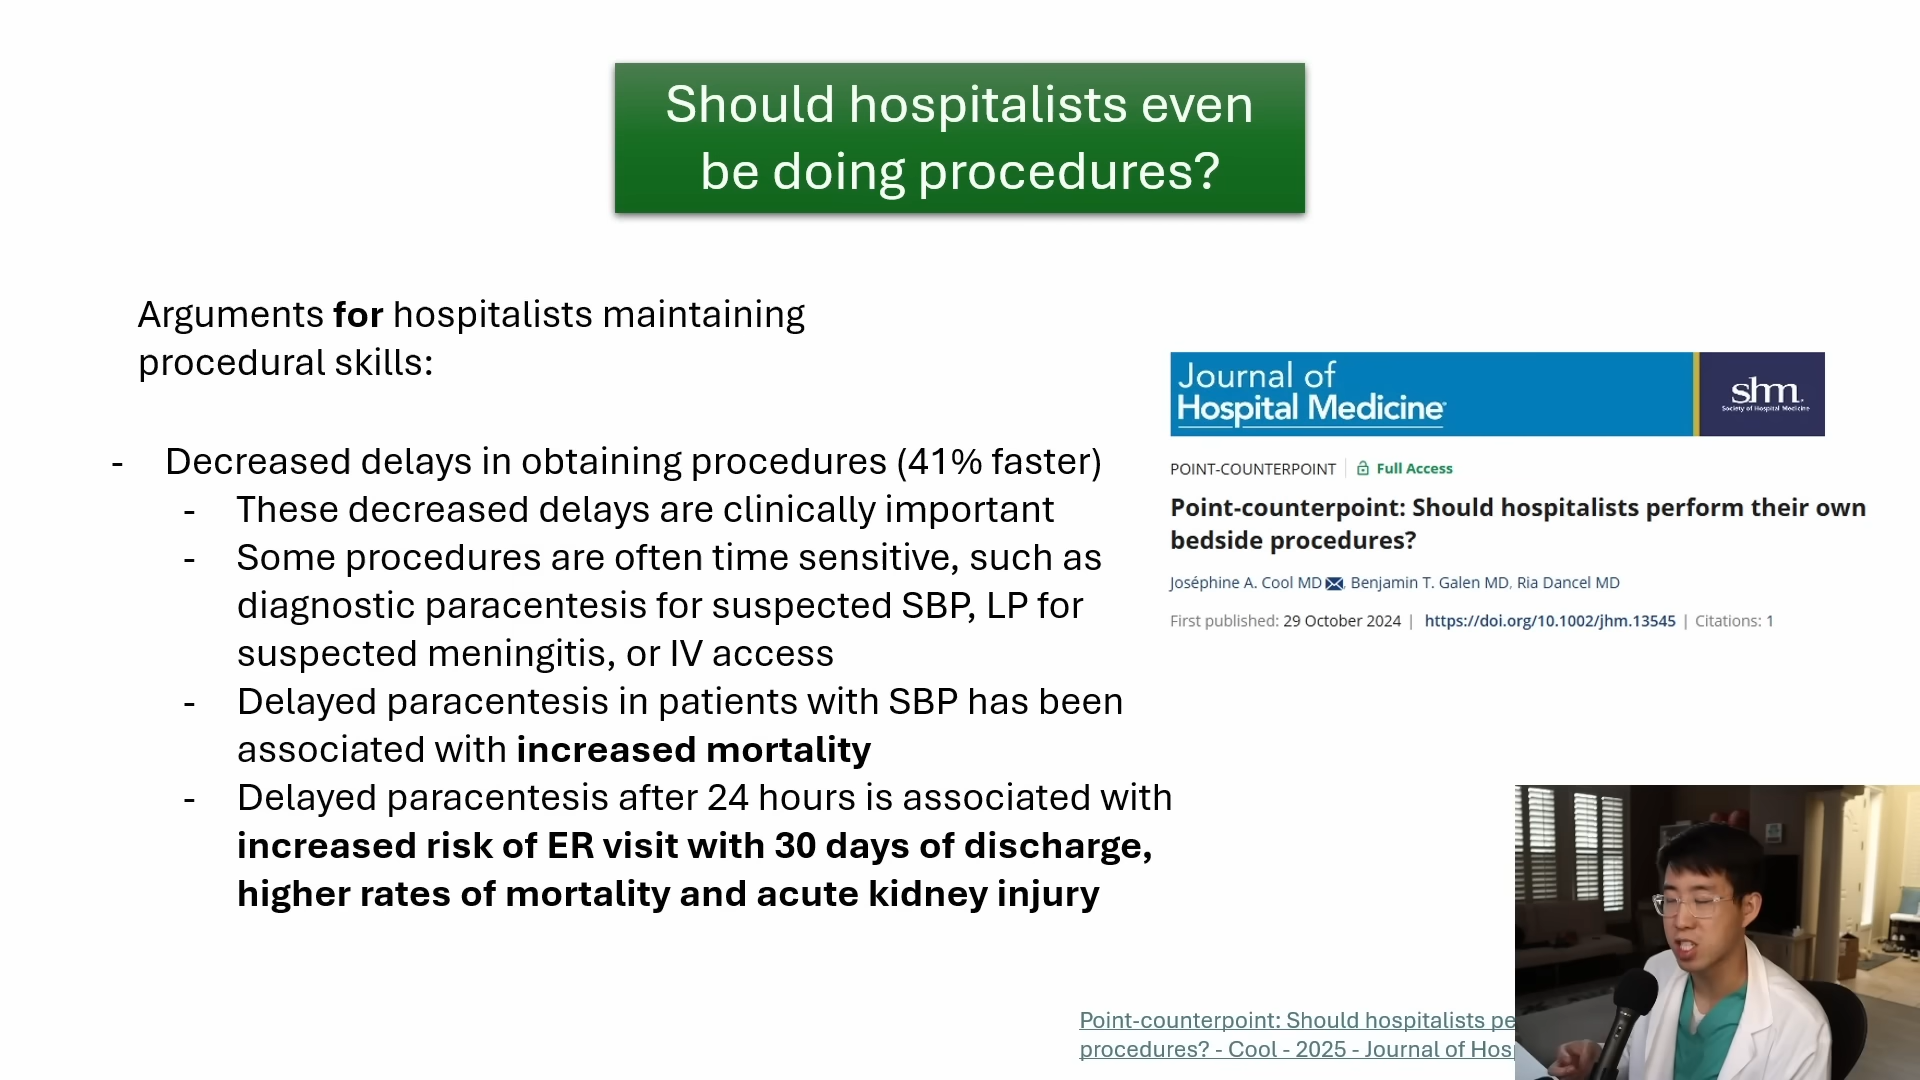 Should hospitalists even
be doing procedures?
Arguments for hospitalists maintaining
procedural skills:
- Decreased delays in obtaining procedures (41% faster)
- These decreased delays are clinically important
- Some procedures are often time sensitive, such as
diagnostic paracentesis for suspected SBP, LP for
suspected meningitis, or IV access
- Delayed paracentesis in patients with SBP has been
associated with increased mortality
- Delayed paracentesis after 24 hours is associated with
increased risk of ER visit with 30 days of discharge,
higher rates of mortality and acute kidney injury
Journal of
Hospital Medicine
shm.
Society of Hospital Medicine
POINT-COUNTERPOINT | Full Access
Point-counterpoint: Should hospitalists perform their own
bedside procedures?
Joséphine A. Cool MD, Benjamin T. Galen MD, Ria Dancel MD
First published: 29 October 2024 | https://doi.org/10.1002/jhm.13545 | Citations: 1
Point-counterpoint: Should hospitalists pe
procedures? - Cool - 2025 - Journal of Hosp